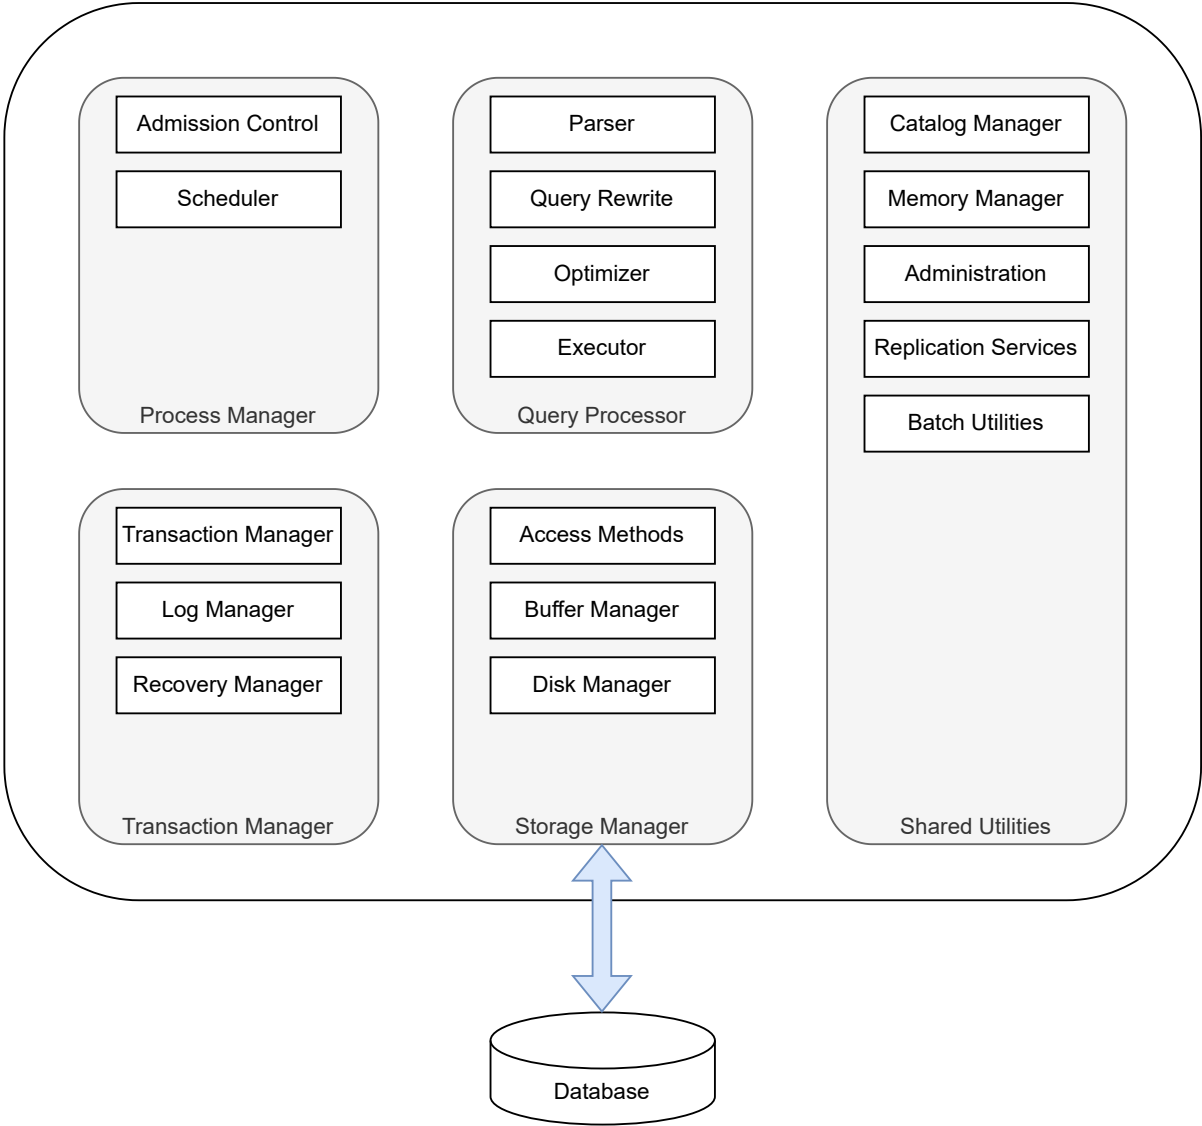 Admission Control
Scheduler
Process Manager
Parser
Query Rewrite
Optimizer
Executor
Query Processor
Catalog Manager
Memory Manager
Administration
Replication Services
Batch Utilities
Shared Utilities
Transaction Manager
Log Manager
Recovery Manager
Transaction Manager
Access Methods
Buffer Manager
Disk Manager
Storage Manager
Database